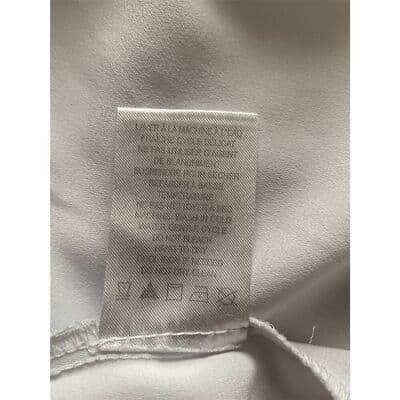 LAVER À LA MACHINE À L'EAU
FRAÎCHE CYCLE DÉLICAT
NE PAS UTILISER D'AGENT
DE BLANCHIMENT
SUSPENDRE POUR SÉCHER
REPASSER À BASSE
TEMPÉRATURE
NE PAS NETTOYER À SEC
MACHINE WASH IN COLD
WATER GENTLE CYCLE
DO NOT BLEACH
HANG TO DRY
COOL IRON IF NEEDED
DO NOT DRY CLEAN